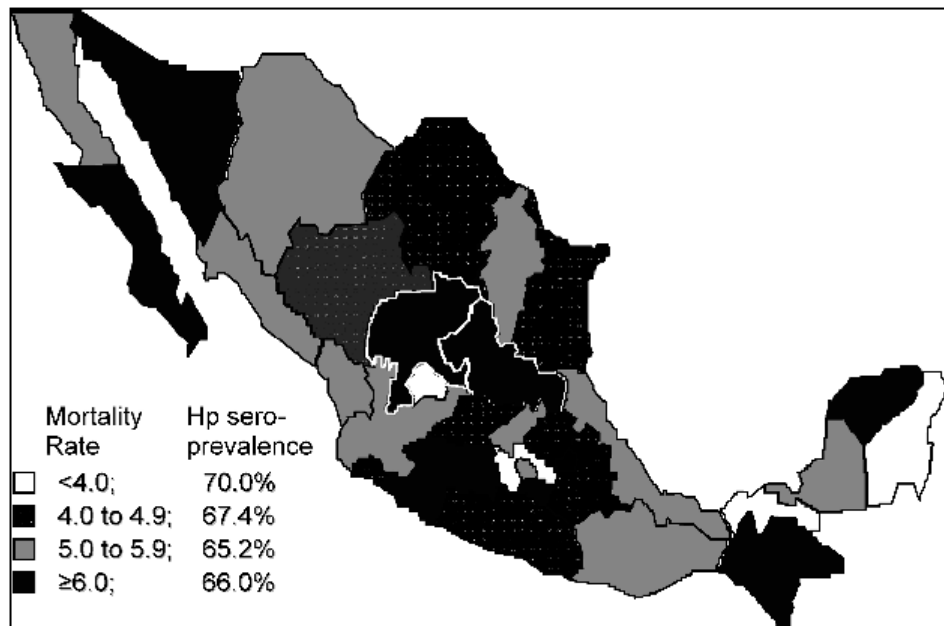 Mortality Hp sero-
Rate prevalence
<4.0; 70.0%
4.0 to 4.9; 67.4%
5.0 to 5.9; 65.2%
≥6.0; 66.0%